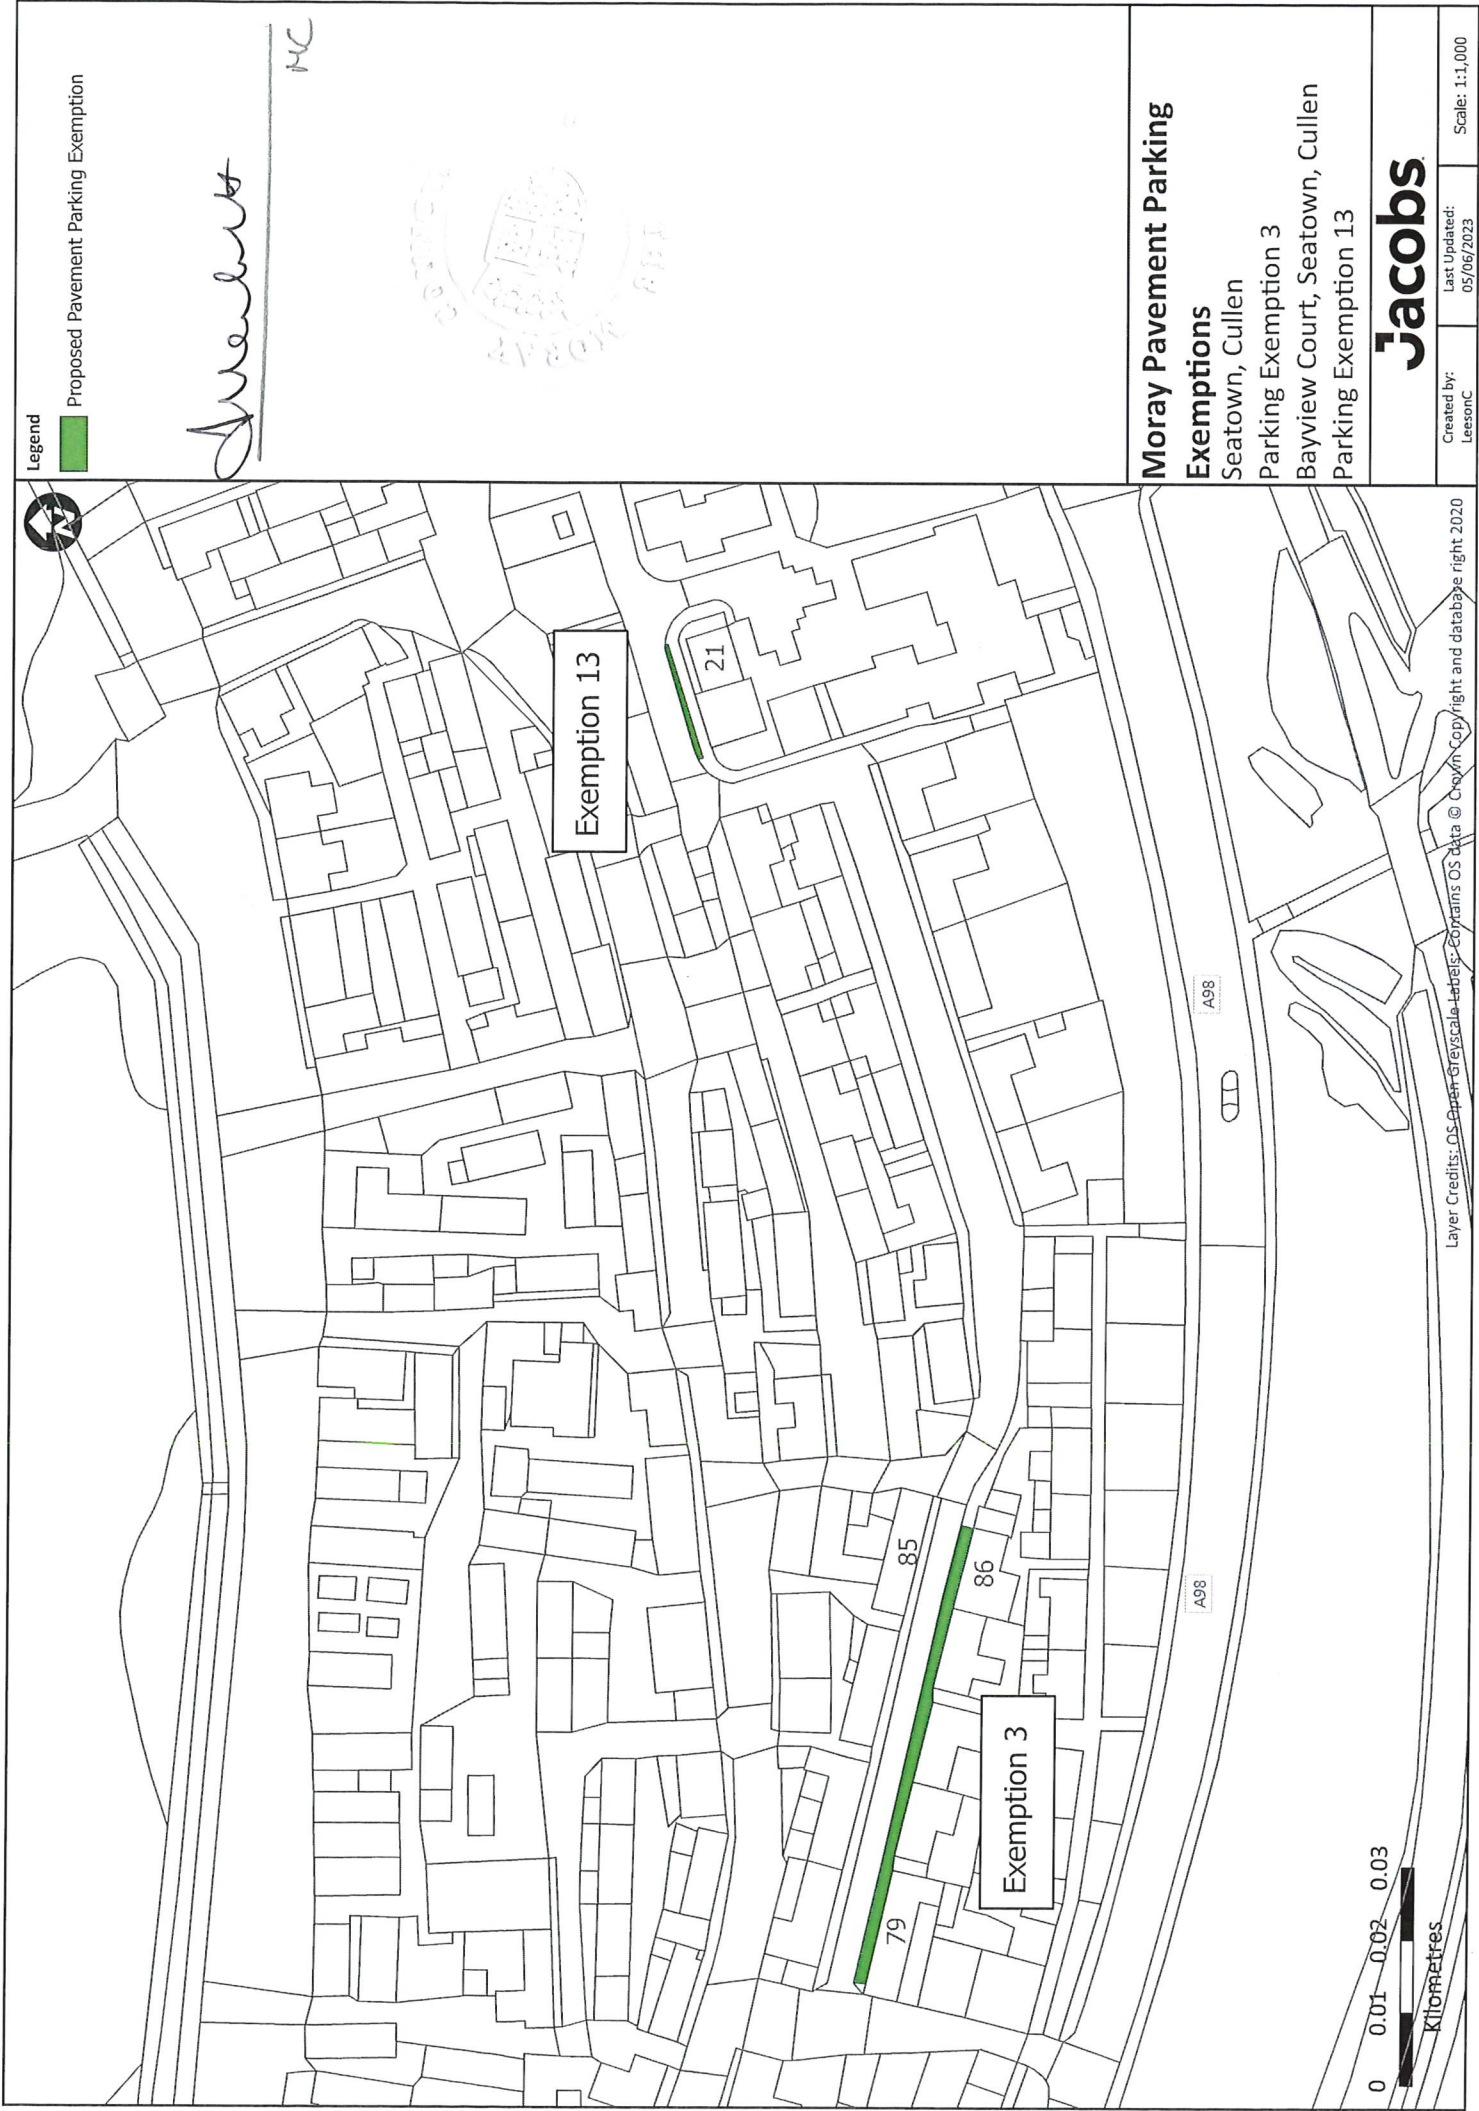 Legend
Proposed Pavement Parking Exemption
MC
Exemption 13
21
85
86
79
Exemption 3
A98
A98
0 0.01 0.02 0.03
Kilometres
Layer Credits: OS Open Greyscale Labels: Contains OS data © Crown Copyright and database right 2020
Moray Pavement Parking
Exemptions
Seatown, Cullen
Parking Exemption 3
Bayview Court, Seatown, Cullen
Parking Exemption 13
Jacobs
Created by:
LeesonC
Last Updated:
05/06/2023
Scale: 1:1,000